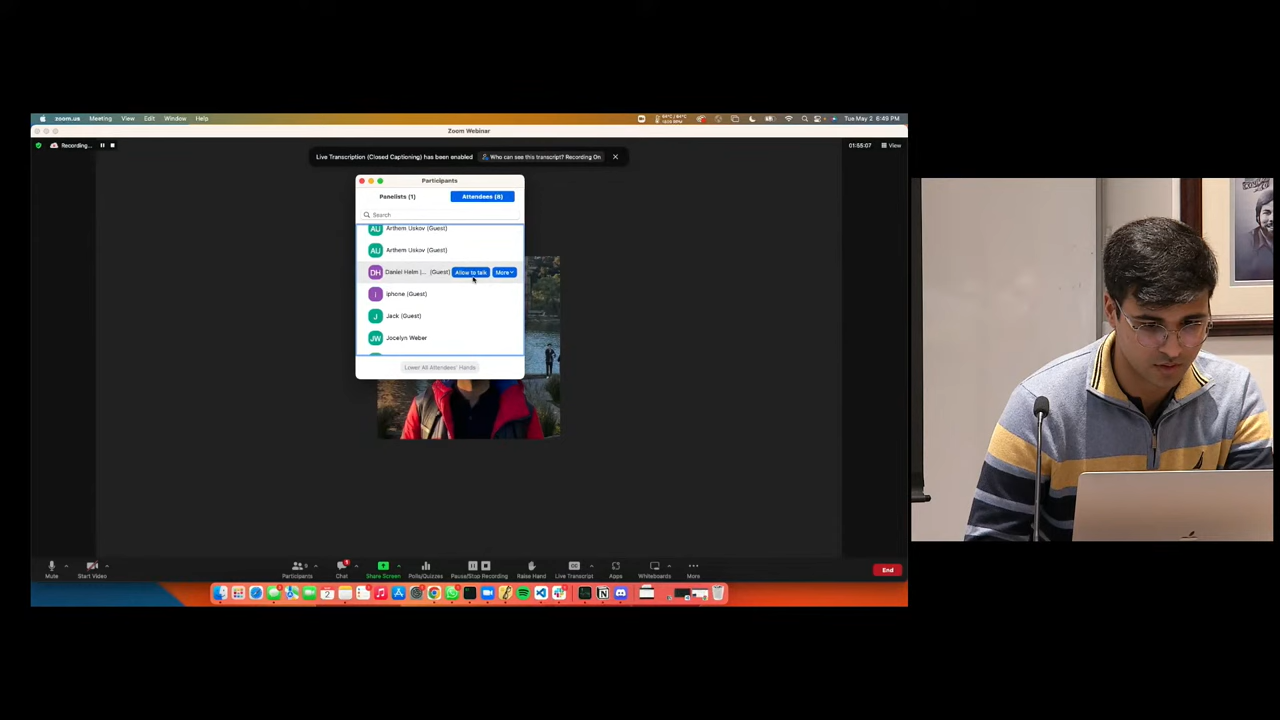 zoom.us Meeting View Edit Window Help
Tue May 2 6:49 PM
Zoom Webinar
Recording...
01:55:07 View
Live Transcription (Closed Captioning) has been enabled Who can see this transcript? Recording On
Participants
Panelists (1) Attendees (8)
Search
AU Arthem Uskov (Guest)
AU Arthem Uskov (Guest)
DH Daniel Helm (... (Guest) Allow to talk More
I iphone (Guest)
J Jack (Guest)
JW Jocelyn Weber
Lower All Attendees' Hands
Mute Start Video Participants Chat Share Screen Polls/Quizzes Pause/Stop Recording Raise Hand Live Transcript Apps Whiteboards More End